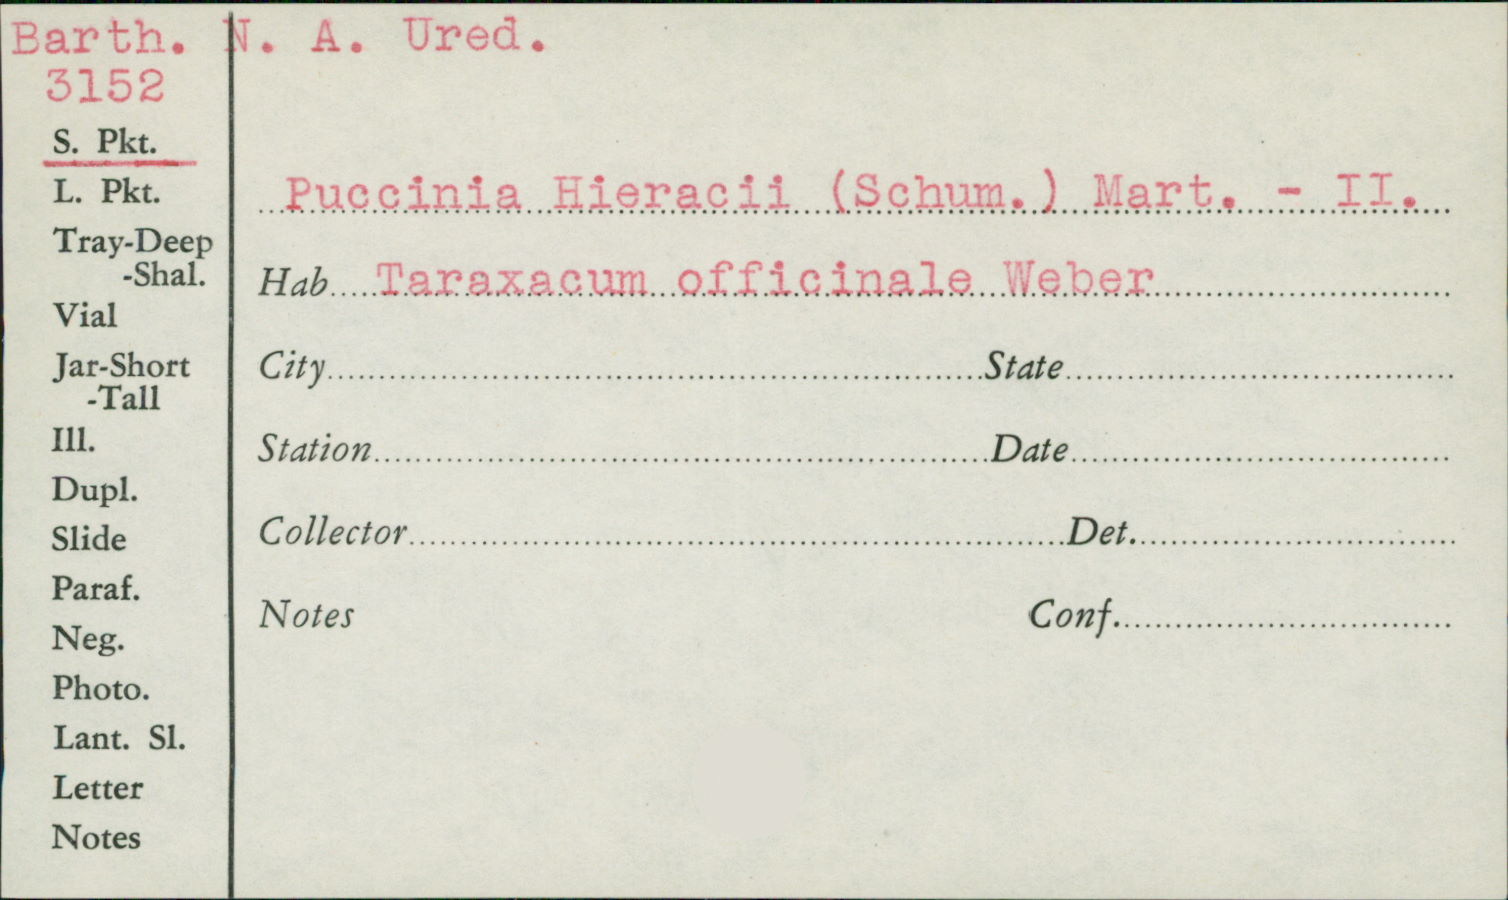 Barth. N. A. Ured.
3152
S. Pkt.
L. Pkt.
Tray-Deep
-Shal.
Vial
Jar-Short
-Tall
Ill.
Dupl.
Slide
Paraf.
Neg.
Photo.
Lant. Sl.
Letter
Notes
Puccinia Hieracii (Schum.) Mart. - II.
Hab Taraxacum officinale Weber
City State
Station Date
Collector Det.
Notes Conf.